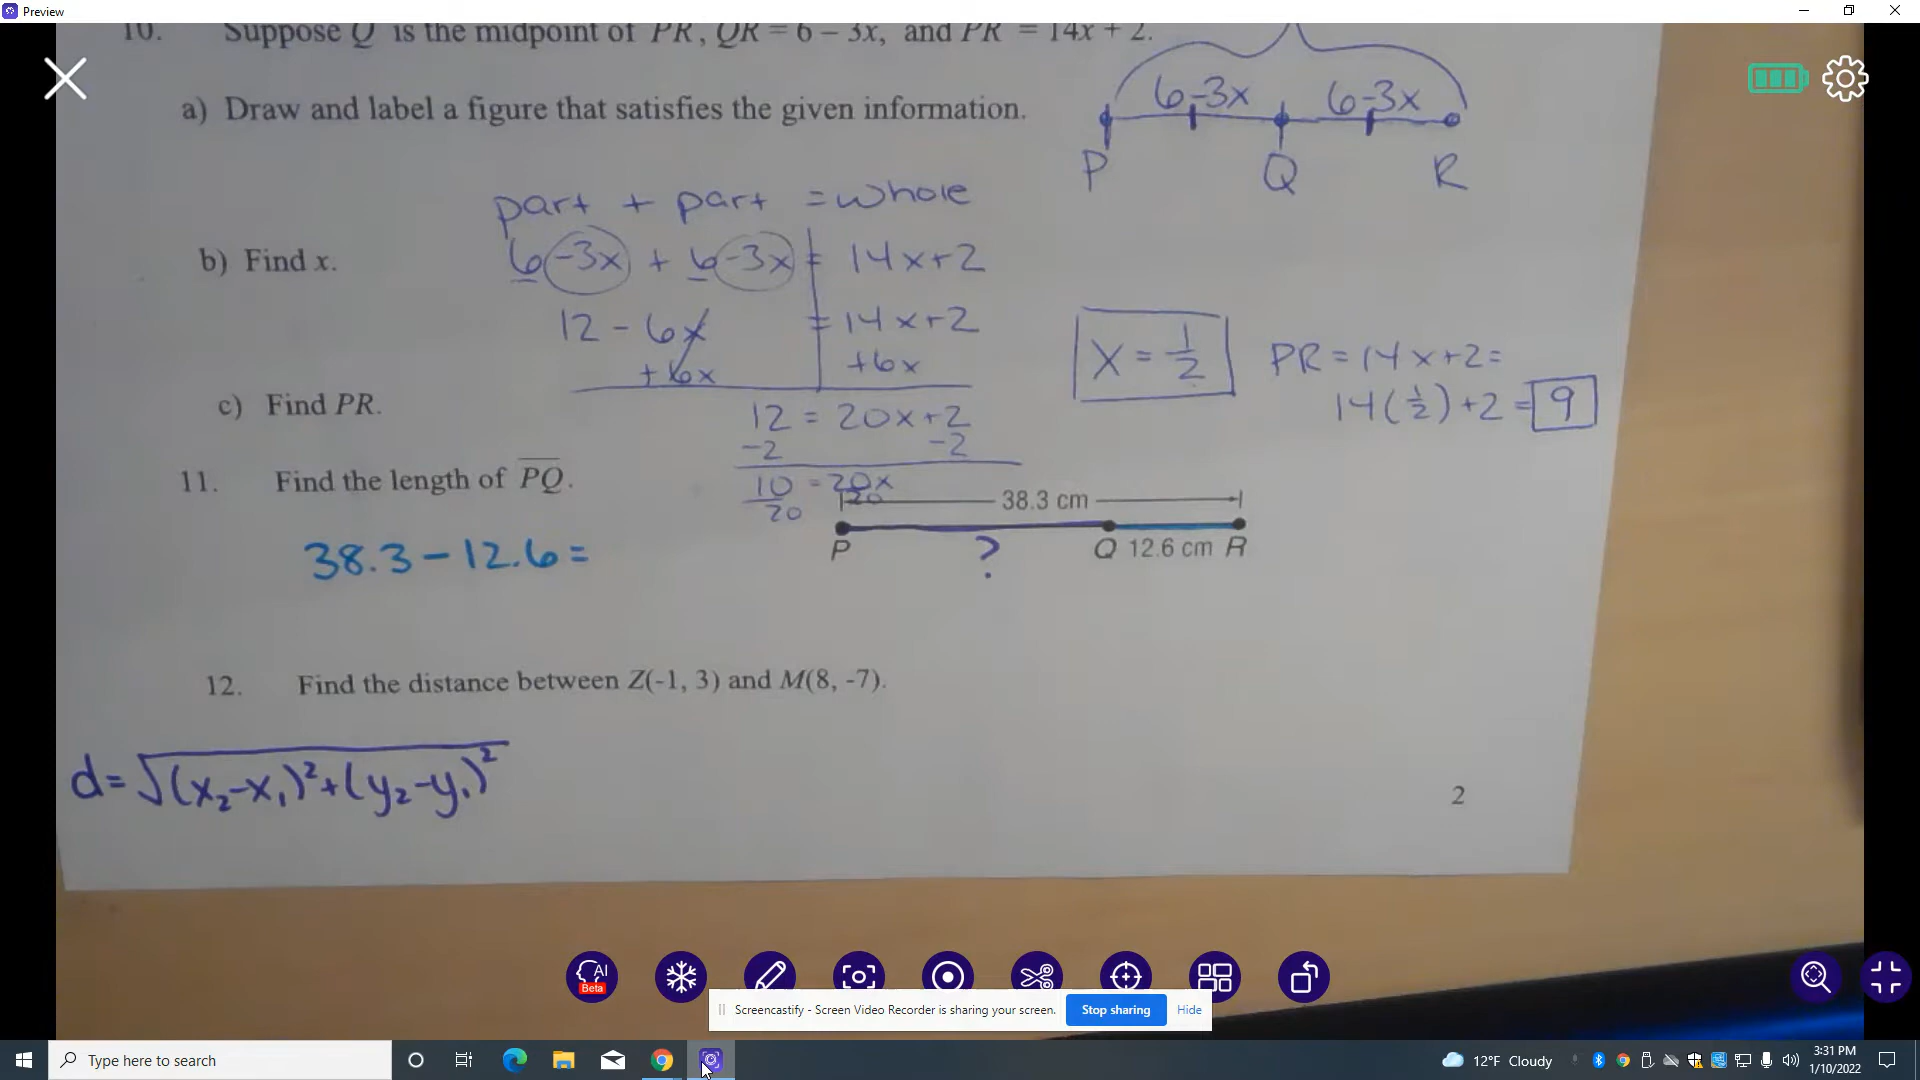 Preview
10. Suppose Q is the midpoint of PR, QR = 6 – 3x, and PR = 14x + 2.
a) Draw and label a figure that satisfies the given information.
6-3x 6-3x
P Q R
part + part = whole
b) Find x.
6 -3x + 6 -3x = 14x+2
12 - 6x = 14x+2
+6x +6x
x = 1/2
PR = 14x+2 =
14(1/2)+2 = 9
c) Find PR.
12 = 20x+2
-2 -2
10 = 20x
20 20
11. Find the length of PQ.
38.3 cm
P ? Q 12.6 cm R
38.3 - 12.6 =
12. Find the distance between Z(-1, 3) and M(8, -7).
d=√(x₂-x₁)²+(y₂-y₁)²
2
AI
Beta
Screencastify - Screen Video Recorder is sharing your screen. Stop sharing Hide
Type here to search
12°F Cloudy
3:31 PM
1/10/2022